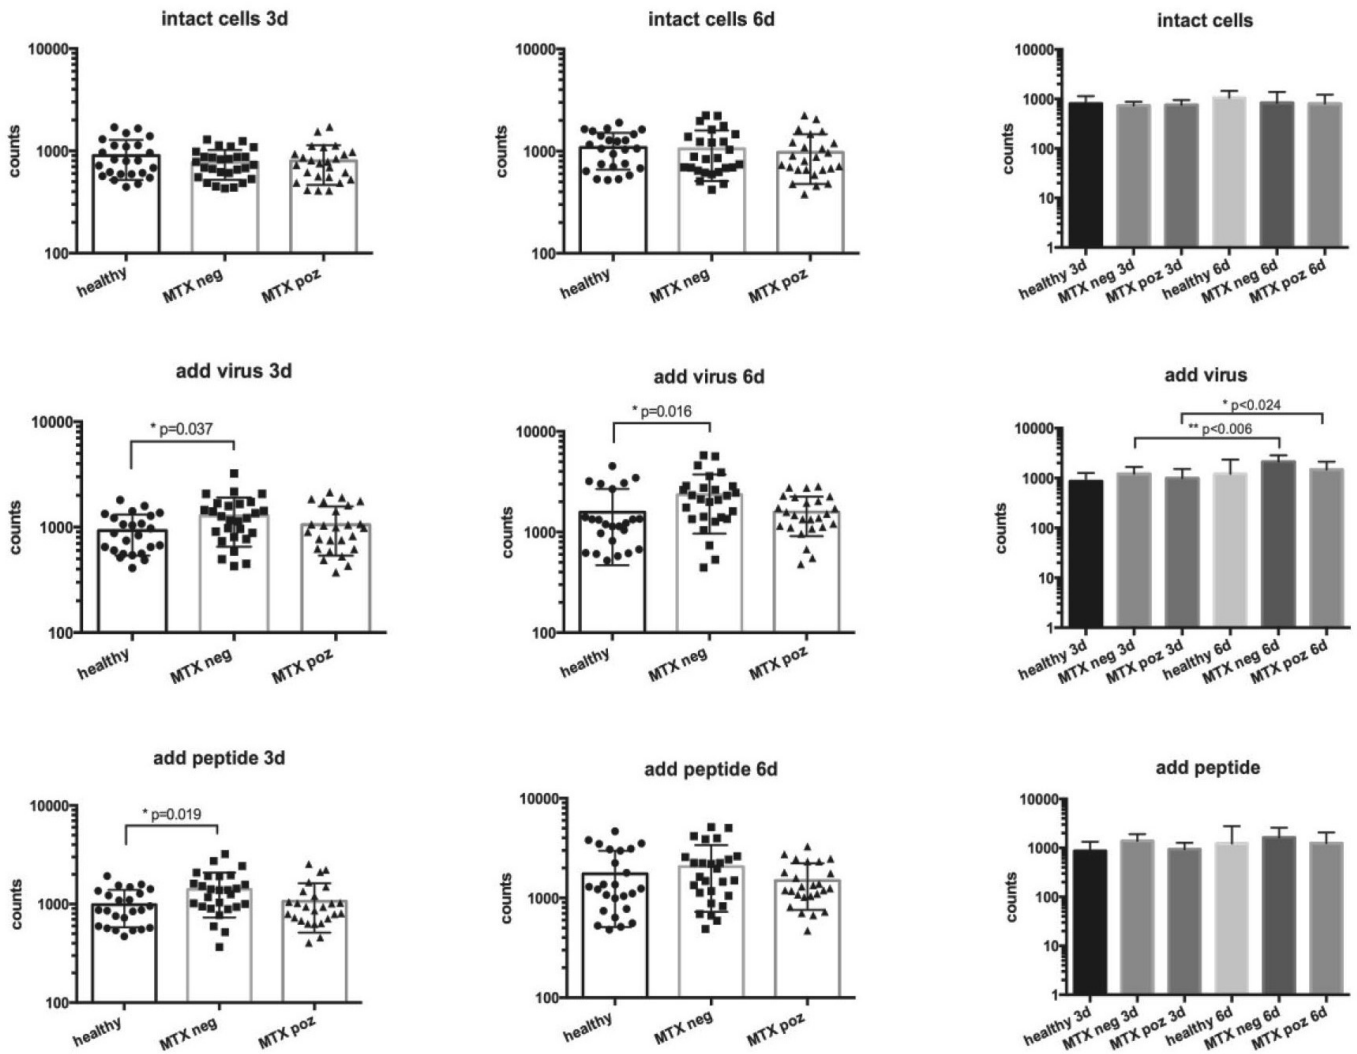 intact cells 3d
10000
1000
100
counts
healthy
MTX neg
MTX poz
intact cells 6d
10000
1000
100
counts
healthy
MTX neg
MTX poz
intact cells
10000
1000
100
10
1
counts
healthy 3d
MTX neg 3d
MTX poz 3d
healthy 6d
MTX neg 6d
MTX poz 6d
add virus 3d
* p=0.037
10000
1000
100
counts
healthy
MTX neg
MTX poz
add virus 6d
* p=0.016
10000
1000
100
counts
healthy
MTX neg
MTX poz
add virus
* p<0.024
** p<0.006
10000
1000
100
10
1
counts
healthy 3d
MTX neg 3d
MTX poz 3d
healthy 6d
MTX neg 6d
MTX poz 6d
add peptide 3d
* p=0.019
10000
1000
100
counts
healthy
MTX neg
MTX poz
add peptide 6d
10000
1000
100
counts
healthy
MTX neg
MTX poz
add peptide
10000
1000
100
10
1
counts
healthy 3d
MTX neg 3d
MTX poz 3d
healthy 6d
MTX neg 6d
MTX poz 6d